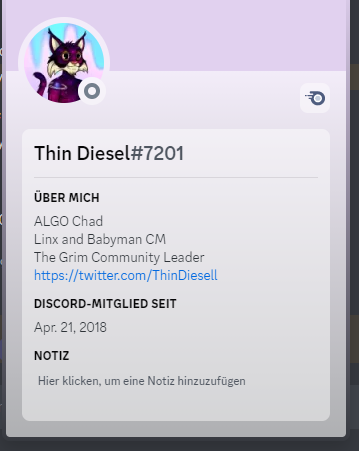 Thin Diesel#7201
ÜBER MICH
ALGO Chad
Linx and Babyman CM
The Grim Community Leader
https://twitter.com/ThinDiesell
DISCORD-MITGLIED SEIT
Apr. 21, 2018
NOTIZ
Hier klicken, um eine Notiz hinzuzufügen